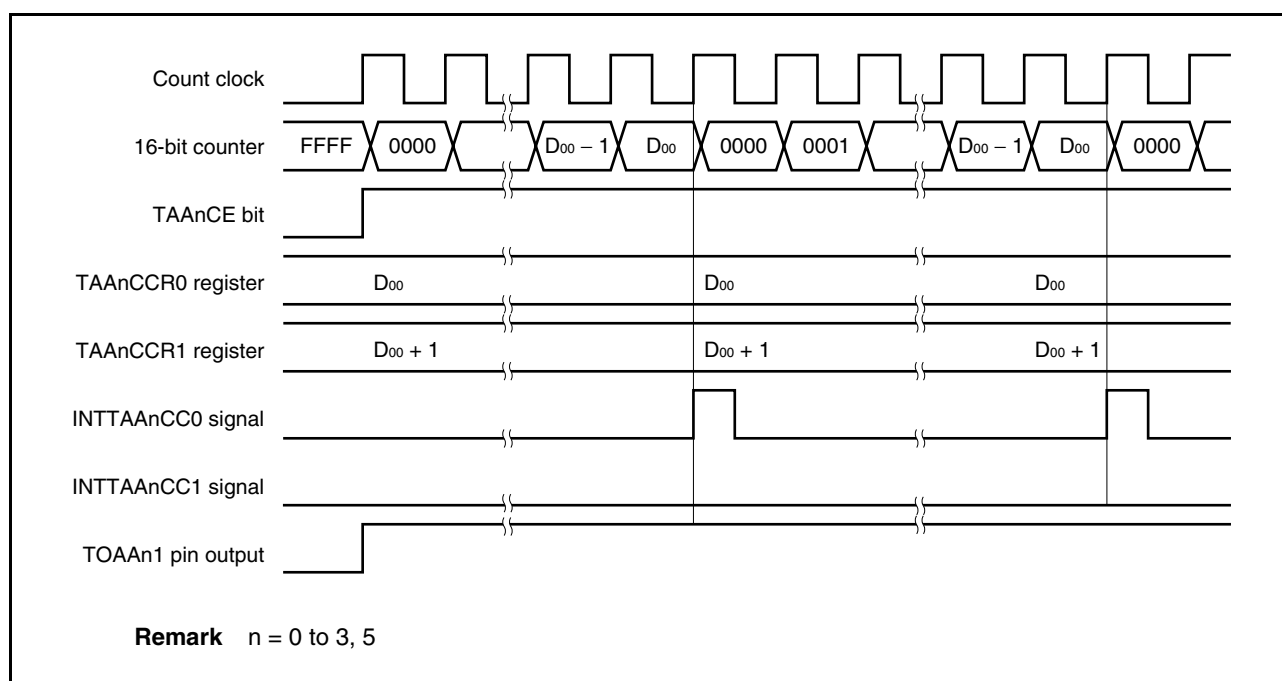 Count clock
16-bit counter FFFF 0000 D00 − 1 D00 0000 0001 D00 − 1 D00 0000
TAAnCE bit
TAAnCCR0 register D00 D00 D00
TAAnCCR1 register D00 + 1 D00 + 1 D00 + 1
INTTAAnCC0 signal
INTTAAnCC1 signal
TOAAn1 pin output
Remark n = 0 to 3, 5